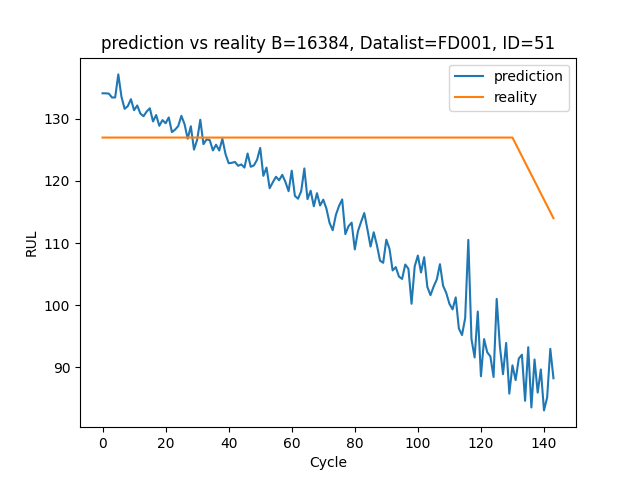 prediction vs reality B=16384, Datalist=FD001, ID=51
prediction
reality
130
120
110
100
90
RUL
0 20 40 60 80 100 120 140
Cycle